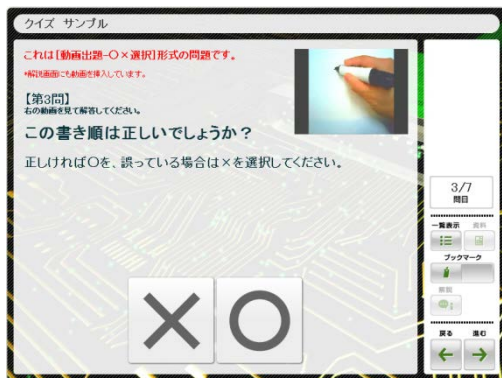 クイズ サンプル
これは【動画出題-○×選択】形式の問題です。
*解説画面にも動画を挿入しています。
【第3問】
右の動画を見て解答してください。
この書き順は正しいでしょうか？
正しければ○を、誤っている場合は×を選択してください。
3/7
問目
一覧表示 資料
ブックマーク
解説
戻る 進む